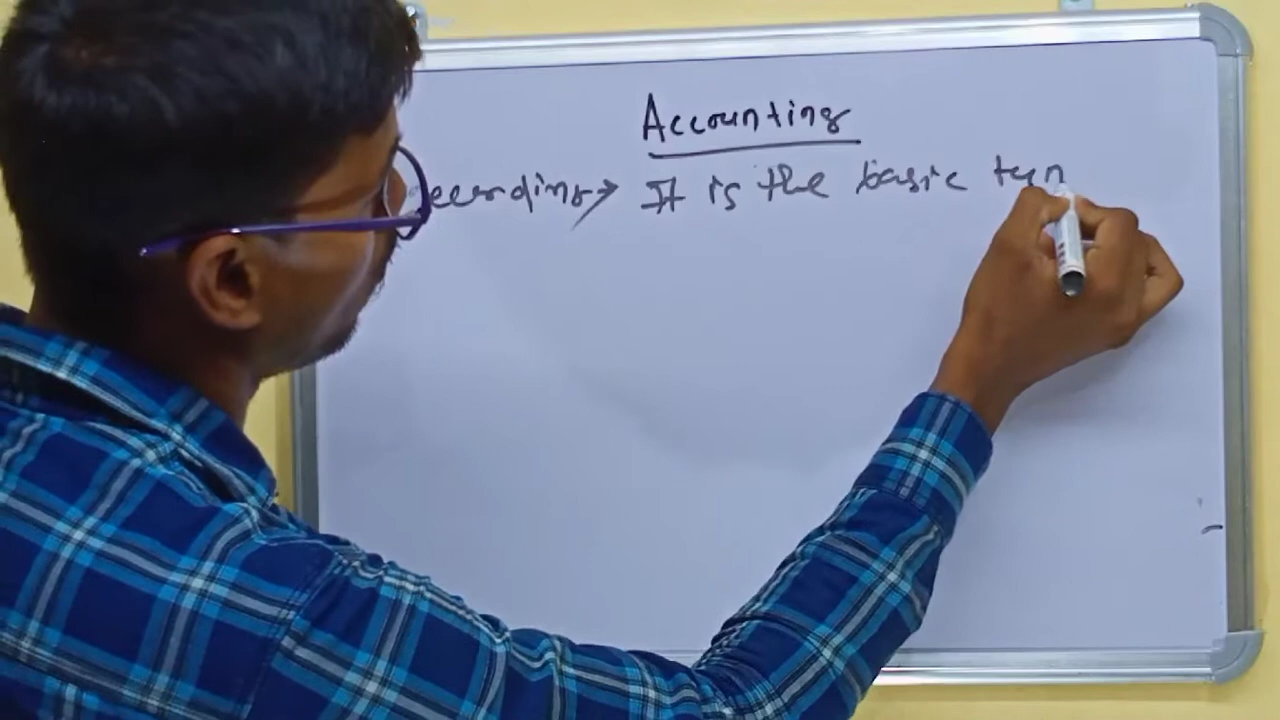 Accounting
ecording → It is the basic